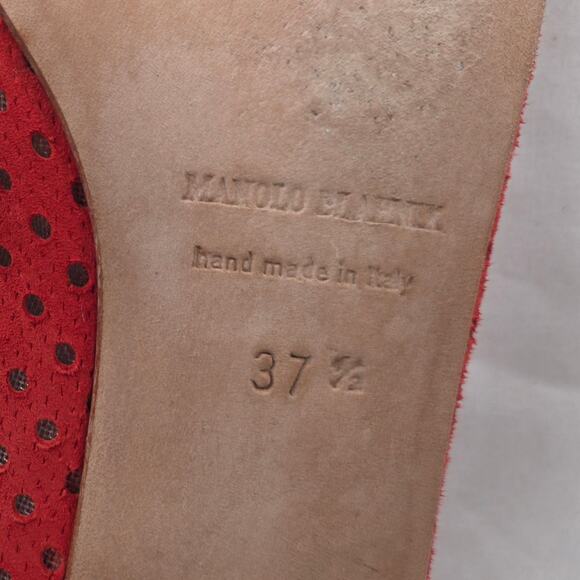 MANOLO BLAHNIK
hand made in Italy
37 ½